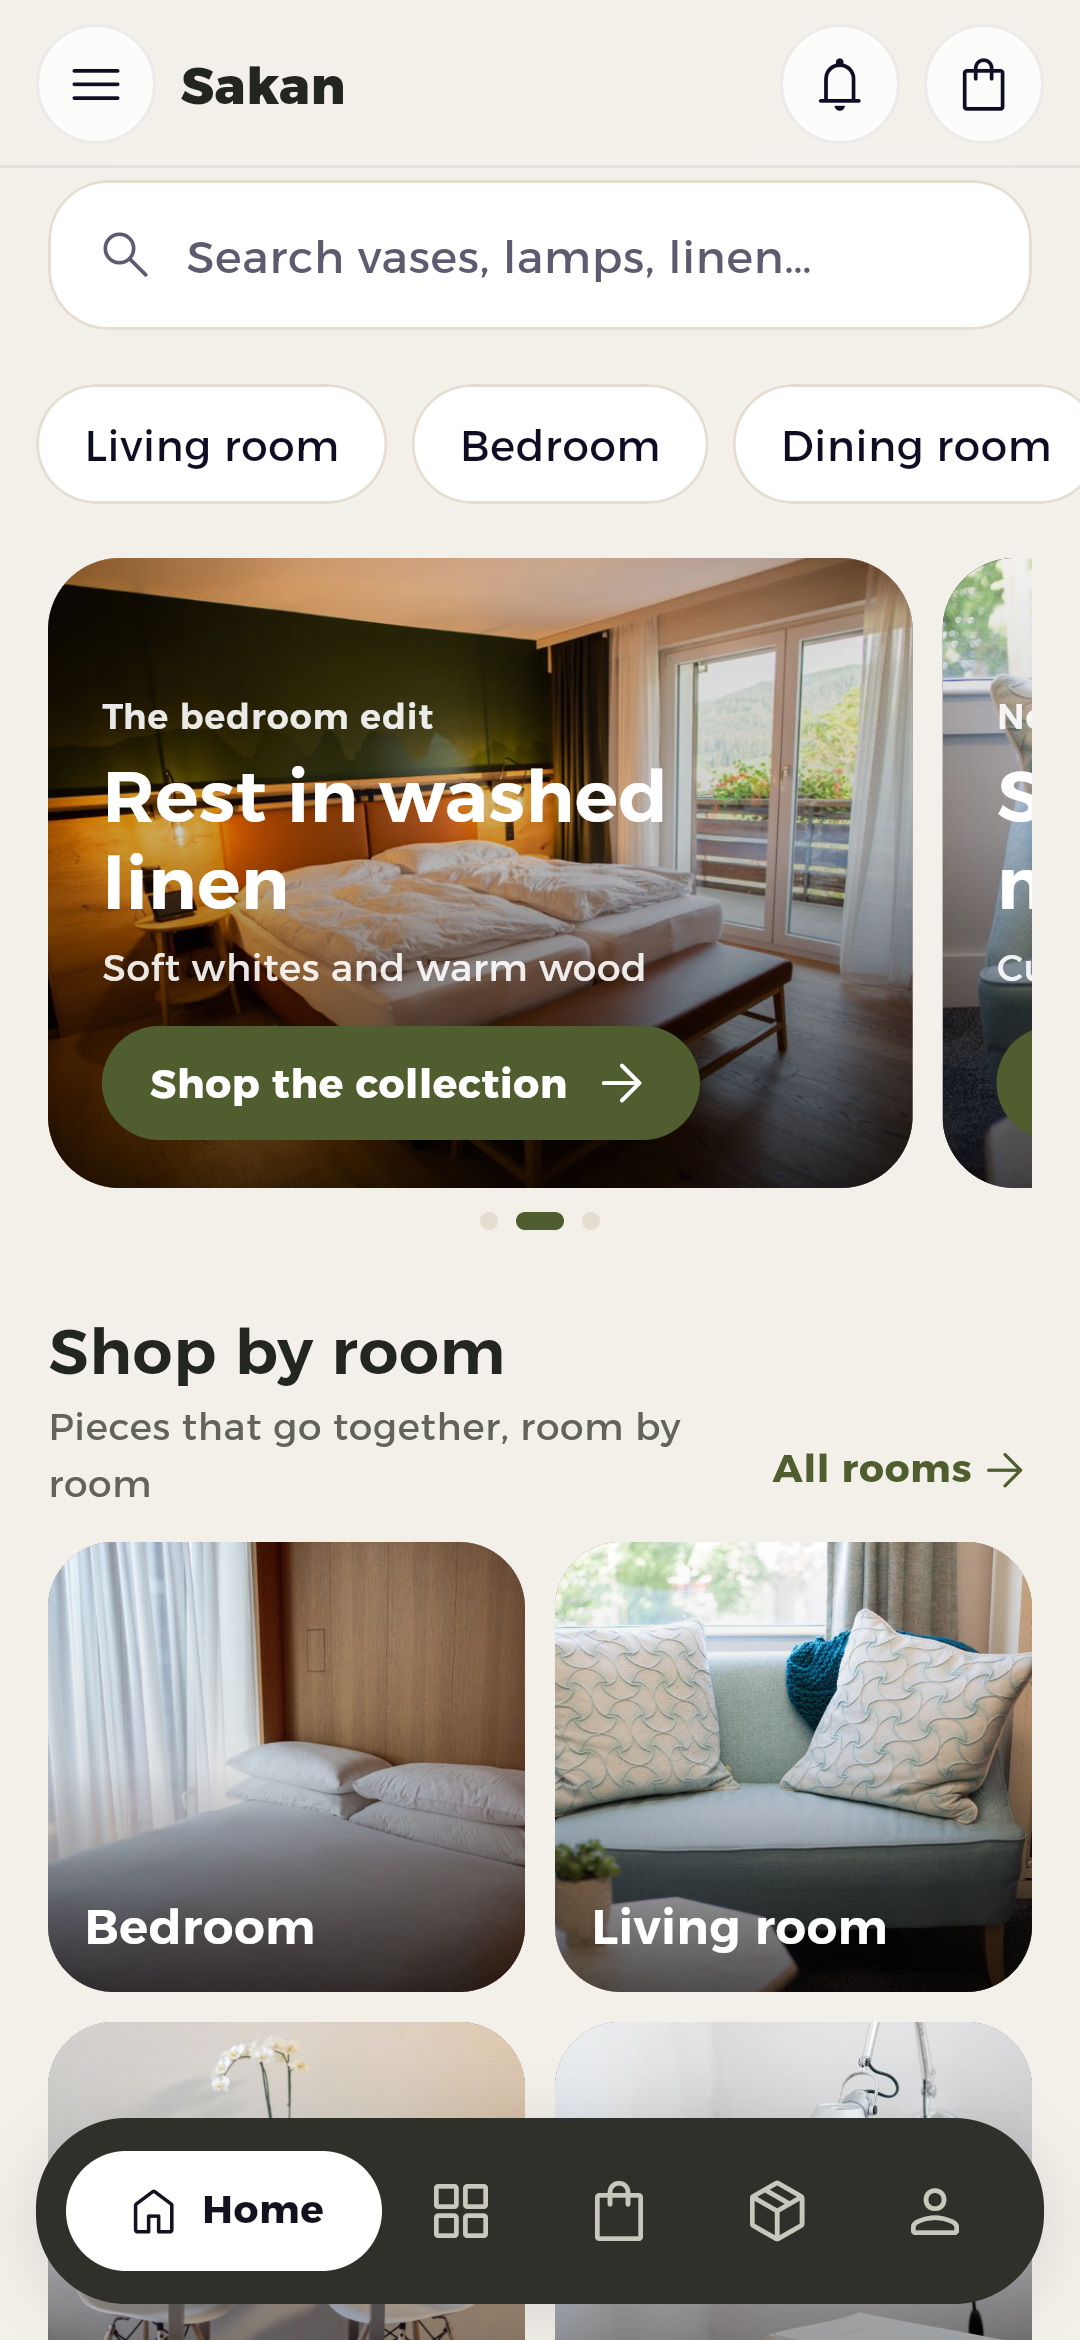 Sakan
Search vases, lamps, linen...
Living room
Bedroom
Dining room
The bedroom edit
Rest in washed
linen
Soft whites and warm wood
Shop the collection
Shop by room
Pieces that go together, room by
room
All rooms
Bedroom
Living room
Home